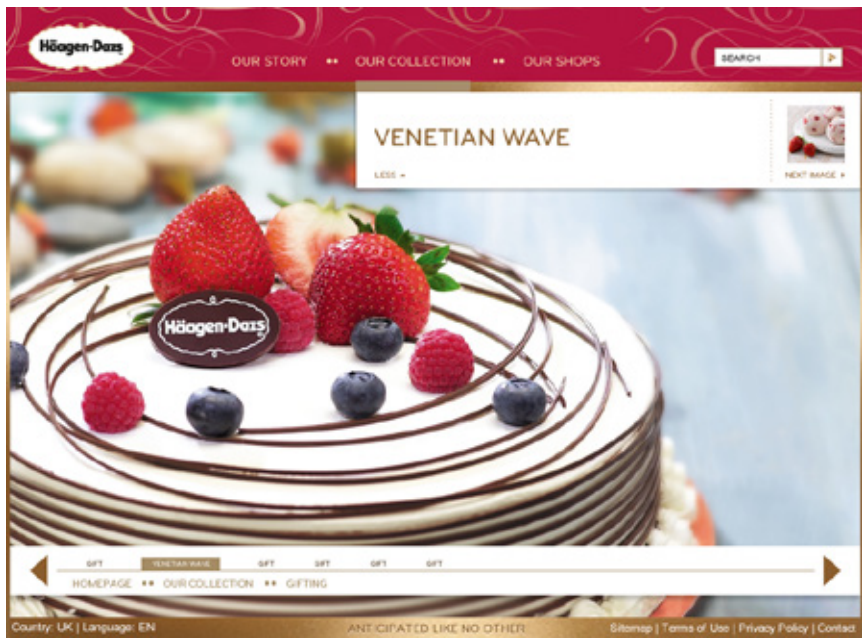 Häagen-Dazs
OUR STORY •• OUR COLLECTION •• OUR SHOPS
SEARCH
VENETIAN WAVE
LESS
NEXT IMAGE
Häagen-Dazs
GIFT VENETIAN WAVE GIFT GIFT GIFT GIFT
HOMEPAGE •• OUR COLLECTION •• GIFTING
Country: UK | Language: EN
ANTICIPATED LIKE NO OTHER
Sitemap | Terms of Use | Privacy Policy | Contact